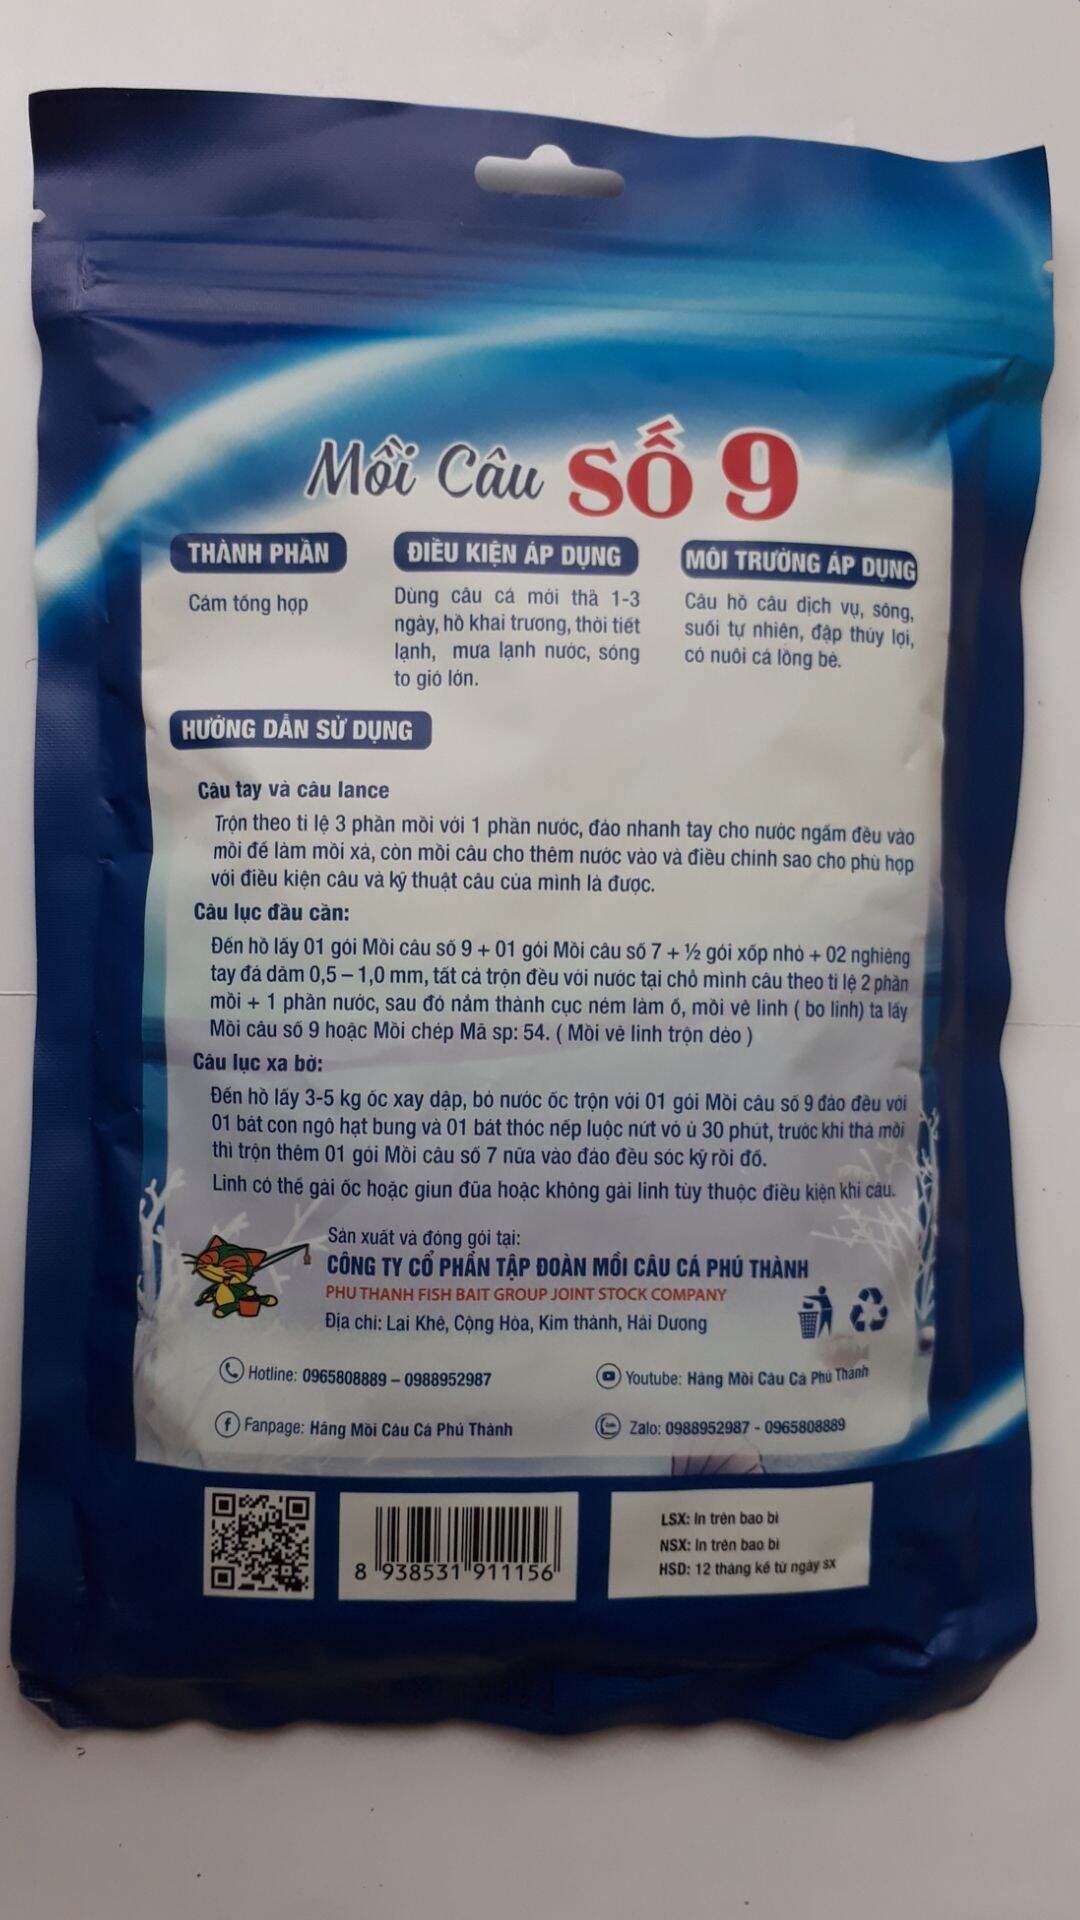 Mồi Câu SỐ 9
THÀNH PHẦN
Cám tổng hợp
ĐIỀU KIỆN ÁP DỤNG
Dùng câu cá mới thả 1-3
ngày, hồ khai trương, thời tiết
lạnh, mưa lạnh nước, sóng
to gió lớn.
MÔI TRƯỜNG ÁP DỤNG
Câu hồ câu dịch vụ, sông,
suối tự nhiên, đập thủy lợi,
có nuôi cá lồng bè.
HƯỚNG DẪN SỬ DỤNG
Câu tay và câu lance
Trộn theo tỉ lệ 3 phần mồi với 1 phần nước, đảo nhanh tay cho nước ngấm đều vào
mồi để làm mồi xả, còn mồi câu cho thêm nước vào và điều chỉnh sao cho phù hợp
với điều kiện câu và kỹ thuật câu của mình là được.
Câu lục đầu cần:
Đến hồ lấy 01 gói Mồi câu số 9 + 01 gói Mồi câu số 7 + ½ gói xốp nhỏ + 02 nghiêng
tay đá dăm 0,5 – 1,0 mm, tất cả trộn đều với nước tại chỗ mình câu theo tỉ lệ 2 phần
mồi + 1 phần nước, sau đó nắm thành cục ném làm ổ, mồi vê linh ( bo linh) ta lấy
Mồi câu số 9 hoặc Mồi chép Mã sp: 54. ( Mồi vê linh trộn dẻo )
Câu lục xa bờ:
Đến hồ lấy 3-5 kg ốc xay dập, bỏ nước ốc trộn với 01 gói Mồi câu số 9 đảo đều với
01 bát con ngô hạt bung và 01 bát thóc nếp luộc nứt vỏ ủ 30 phút, trước khi thả mồi
thì trộn thêm 01 gói Mồi câu số 7 nữa vào đảo đều sóc kỹ rồi đổ.
Linh có thể gài ốc hoặc giun đũa hoặc không gài linh tùy thuộc điều kiện khi câu.
Sản xuất và đóng gói tại:
CÔNG TY CỔ PHẦN TẬP ĐOÀN MỒI CÂU CÁ PHÚ THÀNH
PHU THANH FISH BAIT GROUP JOINT STOCK COMPANY
Địa chỉ: Lai Khê, Cộng Hòa, Kim thành, Hải Dương
Hotline: 0965808889 – 0988952987
Youtube: Hãng Mồi Câu Cá Phú Thành
Fanpage: Hãng Mồi Câu Cá Phú Thành
Zalo: 0988952987 - 0965808889
8 938531 911156
LSX: In trên bao bì
NSX: In trên bao bì
HSD: 12 tháng kể từ ngày sx